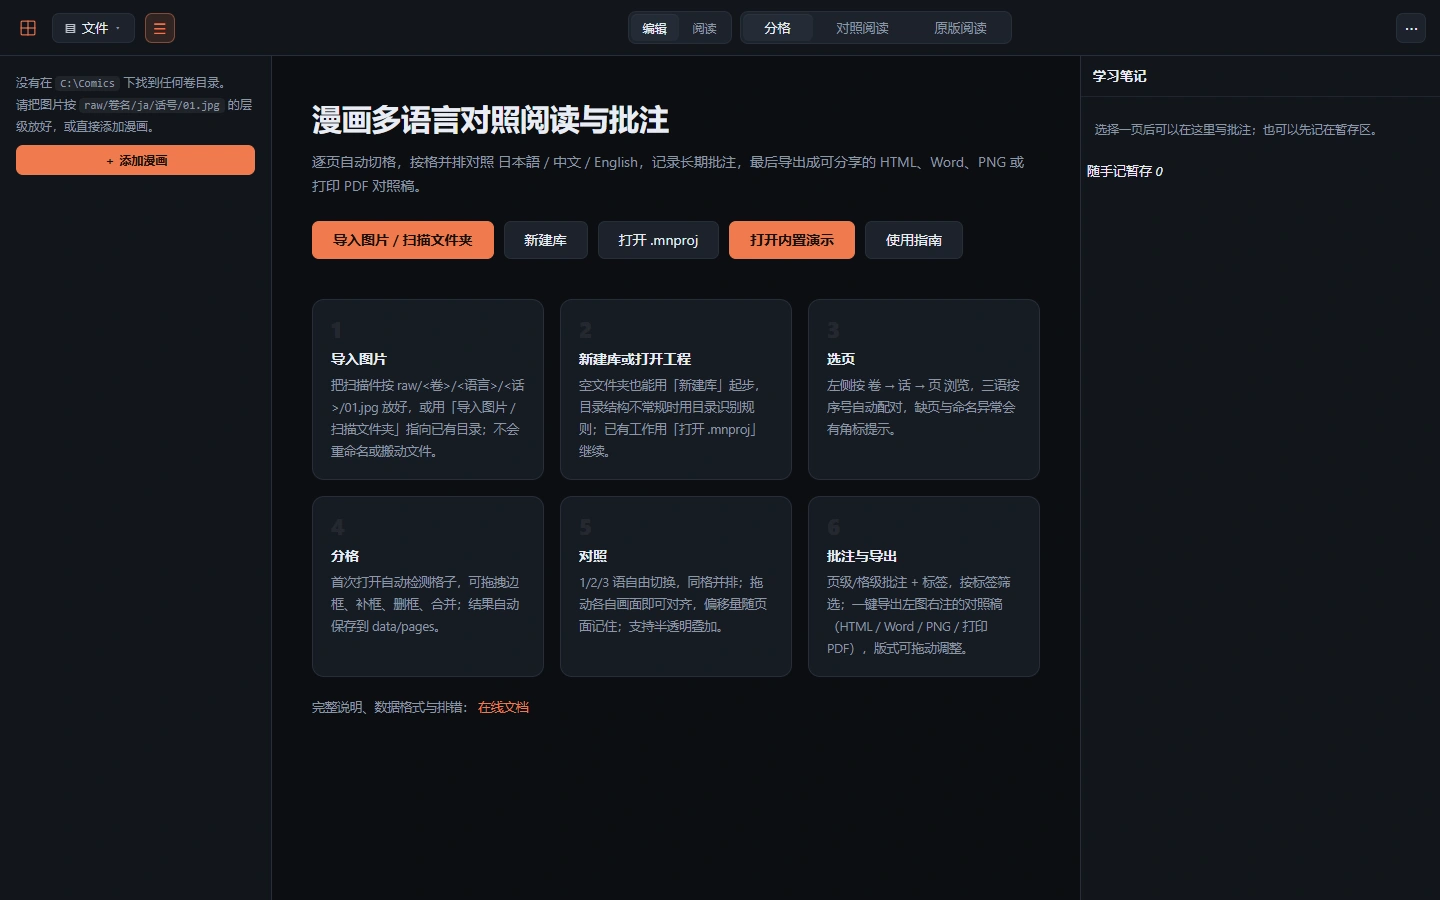 文件
编辑
阅读
分格
对照阅读
原版阅读
...
没有在 C:\Comics 下找到任何卷目录。
请把图片按 raw/卷名/ja/话号/01.jpg 的层
级放好，或直接添加漫画。
+ 添加漫画
漫画多语言对照阅读与批注
逐页自动切格，按格并排对照 日本語 / 中文 / English，记录长期批注，最后导出成可分享的 HTML、Word、PNG 或
打印 PDF 对照稿。
导入图片 / 扫描文件夹
新建库
打开 .mnproj
打开内置演示
使用指南
1
导入图片
把扫描件按 raw/<卷>/<语言>/<话
>/01.jpg 放好，或用「导入图片 /
扫描文件夹」指向已有目录；不会
重命名或搬动文件。
2
新建库或打开工程
空文件夹也能用「新建库」起步，
目录结构不常规时用目录识别规
则；已有工作用「打开 .mnproj」
继续。
3
选页
左侧按 卷 → 话 → 页 浏览，三语按
序号自动配对，缺页与命名异常会
有角标提示。
4
分格
首次打开自动检测格子，可拖拽边
框、补框、删框、合并；结果自动
保存到 data/pages。
5
对照
1/2/3 语自由切换，同格并排；拖
动各自画面即可对齐，偏移量随页
面记住；支持半透明叠加。
6
批注与导出
页级/格级批注 + 标签，按标签筛
选；一键导出左图右注的对照稿
（HTML / Word / PNG / 打印
PDF），版式可拖动调整。
完整说明、数据格式与排错： 在线文档
学习笔记
选择一页后可以在这里写批注；也可以先记在暂存区。
随手记暂存 0